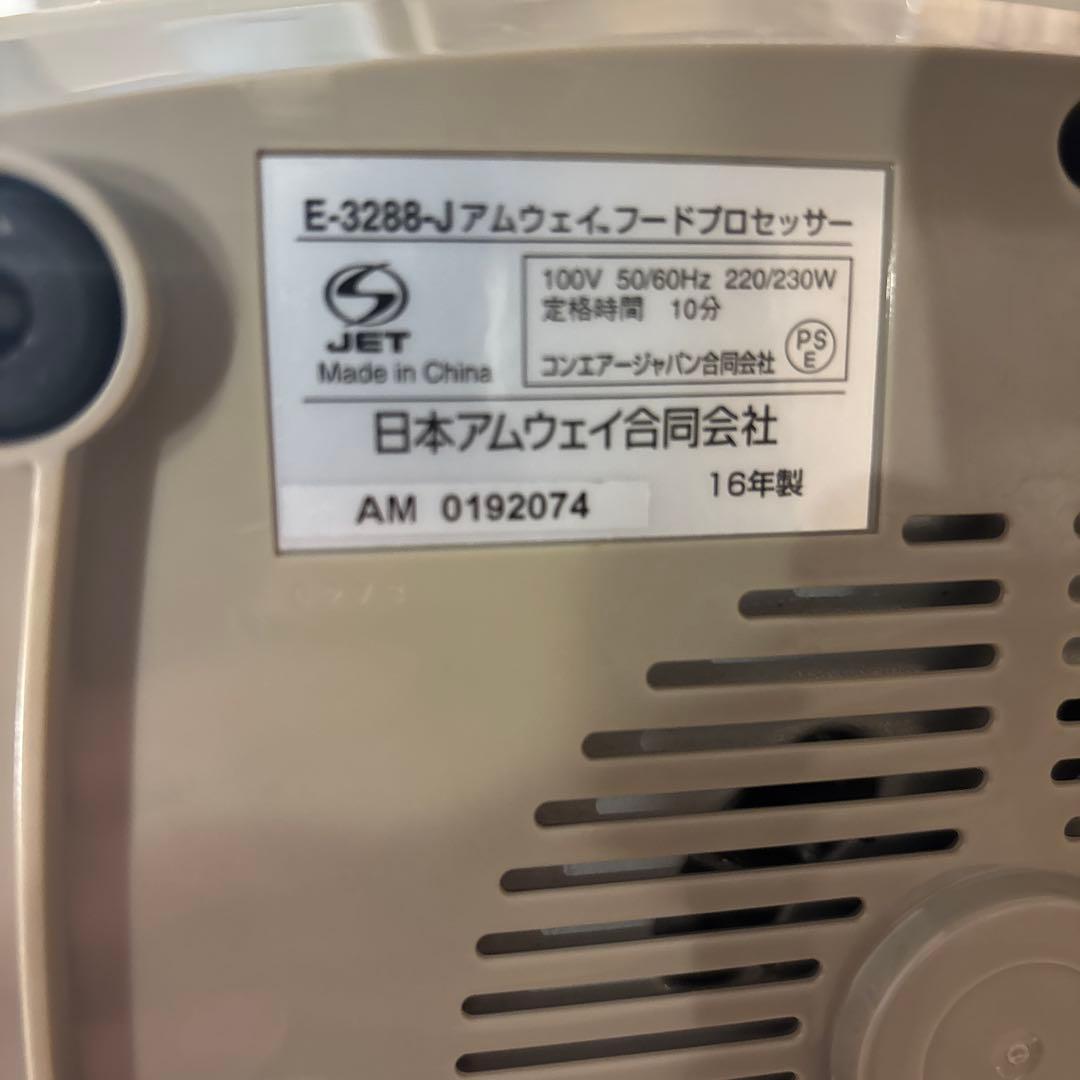 E-3288-J アムウェイ™フードプロセッサー
JET
Made in China
100V 50/60Hz 220/230W
定格時間 10分
コンエアージャパン合同会社
PS
E
日本アムウェイ合同会社
16年製
AM 0192074